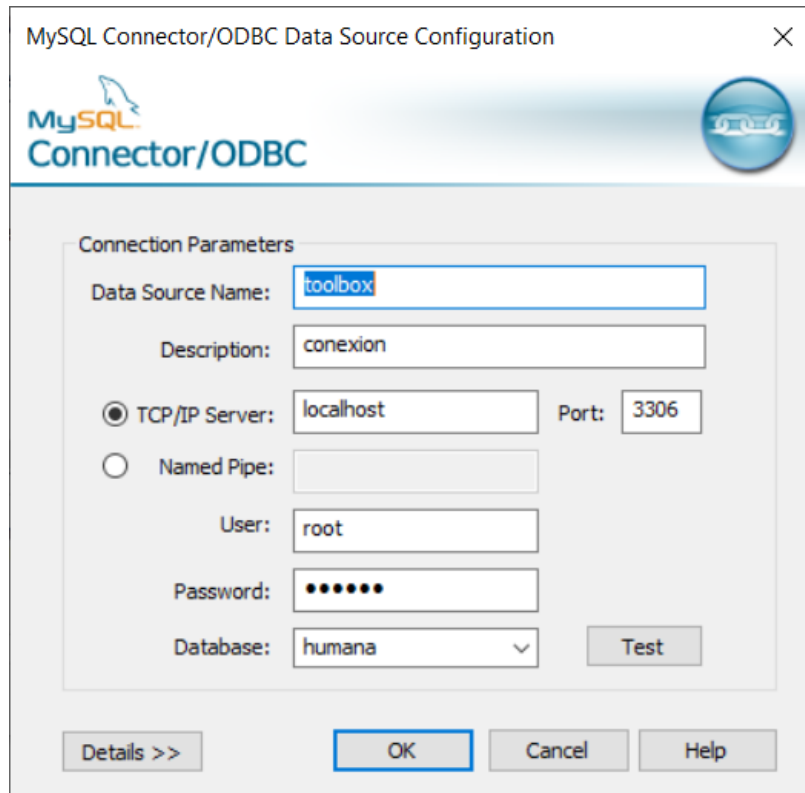 MySQL Connector/ODBC Data Source Configuration
MySQL
Connector/ODBC
Connection Parameters
Data Source Name: toolbox
Description: conexion
TCP/IP Server: localhost Port: 3306
Named Pipe:
User: root
Password: ••••••
Database: humana Test
Details >> OK Cancel Help